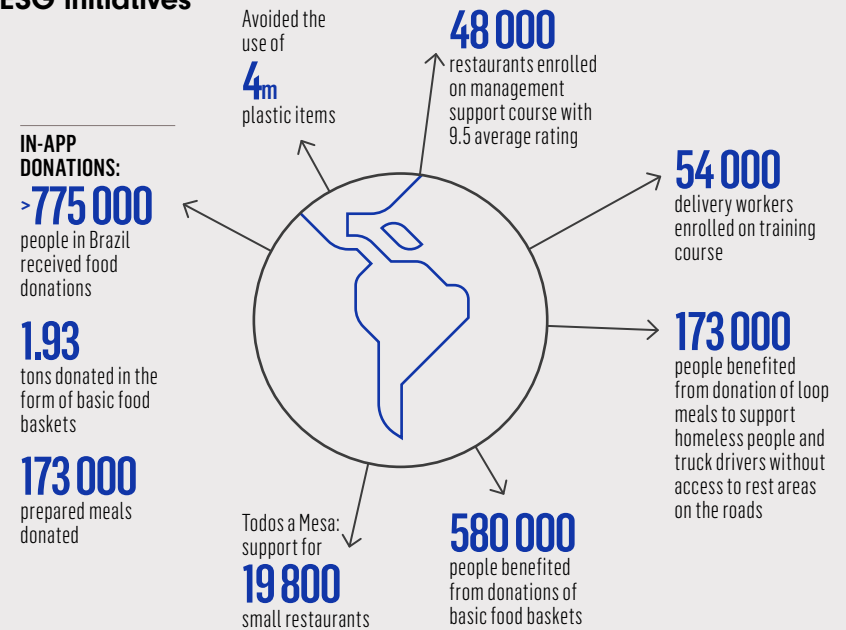 ESG initiatives
Avoided the
use of
4m
plastic items
48 000
restaurants enrolled
on management
support course with
9.5 average rating
IN-APP
DONATIONS:
>775 000
people in Brazil
received food
donations
1.93
tons donated in the
form of basic food
baskets
173 000
prepared meals
donated
54 000
delivery workers
enrolled on training
course
173 000
people benefited
from donation of loop
meals to support
homeless people and
truck drivers without
access to rest areas
on the roads
Todos a Mesa:
support for
19 800
small restaurants
580 000
people benefited
from donations of
basic food baskets